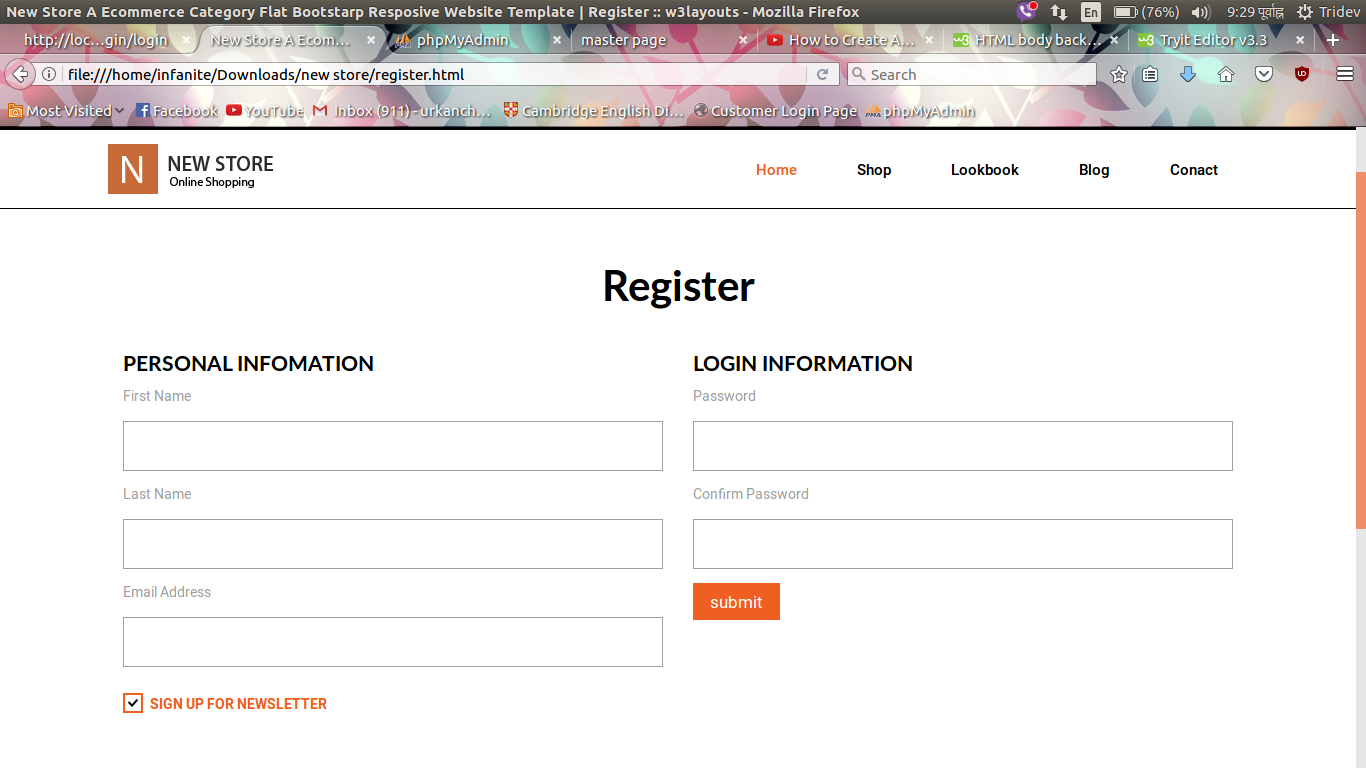 New Store A Ecommerce Category Flat Bootstarp Resposive Website Template | Register :: w3layouts - Mozilla Firefox En (76%) 9:29 पूर्वाह्न Tridev
http://loc...gin/login × New Store A Ecom... × phpMyAdmin × master page × How to Create A... × HTML body back... × Tryit Editor v3.3 × +
file:///home/infanite/Downloads/new store/register.html Search
Most Visited Facebook YouTube Inbox (911) - urkanch... Cambridge English Di... Customer Login Page PMA phpMyAdmin
N NEW STORE
Online Shopping
Home Shop Lookbook Blog Conact
Register
PERSONAL INFOMATION
First Name
Last Name
Email Address
SIGN UP FOR NEWSLETTER
LOGIN INFORMATION
Password
Confirm Password
submit